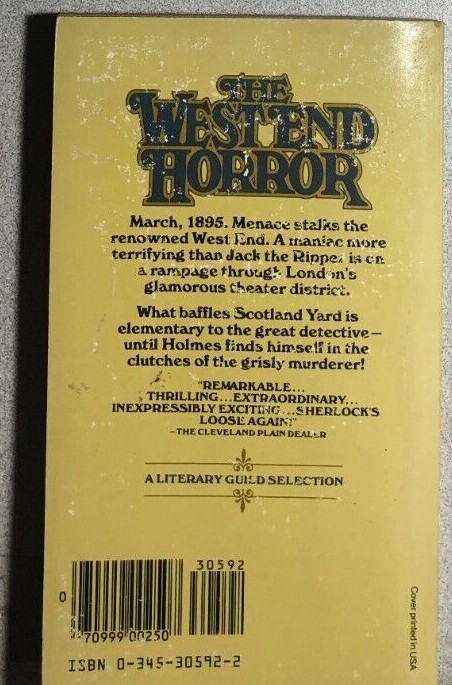 THE
WEST END
HORROR
March, 1895. Menace stalks the
renowned West End. A maniac more
terrifying than Jack the Ripper is on
a rampage through London's
glamorous theater district.
What baffles Scotland Yard is
elementary to the great detective—
until Holmes finds himself in the
clutches of the grisly murderer!
"REMARKABLE...
THRILLING...EXTRAORDINARY...
INEXPRESSIBLY EXCITING...SHERLOCK'S
LOOSE AGAIN!"
–THE CLEVELAND PLAIN DEALER
A LITERARY GUILD SELECTION
30592
0
70999 00250
ISBN 0-345-30592-2
Cover printed in USA